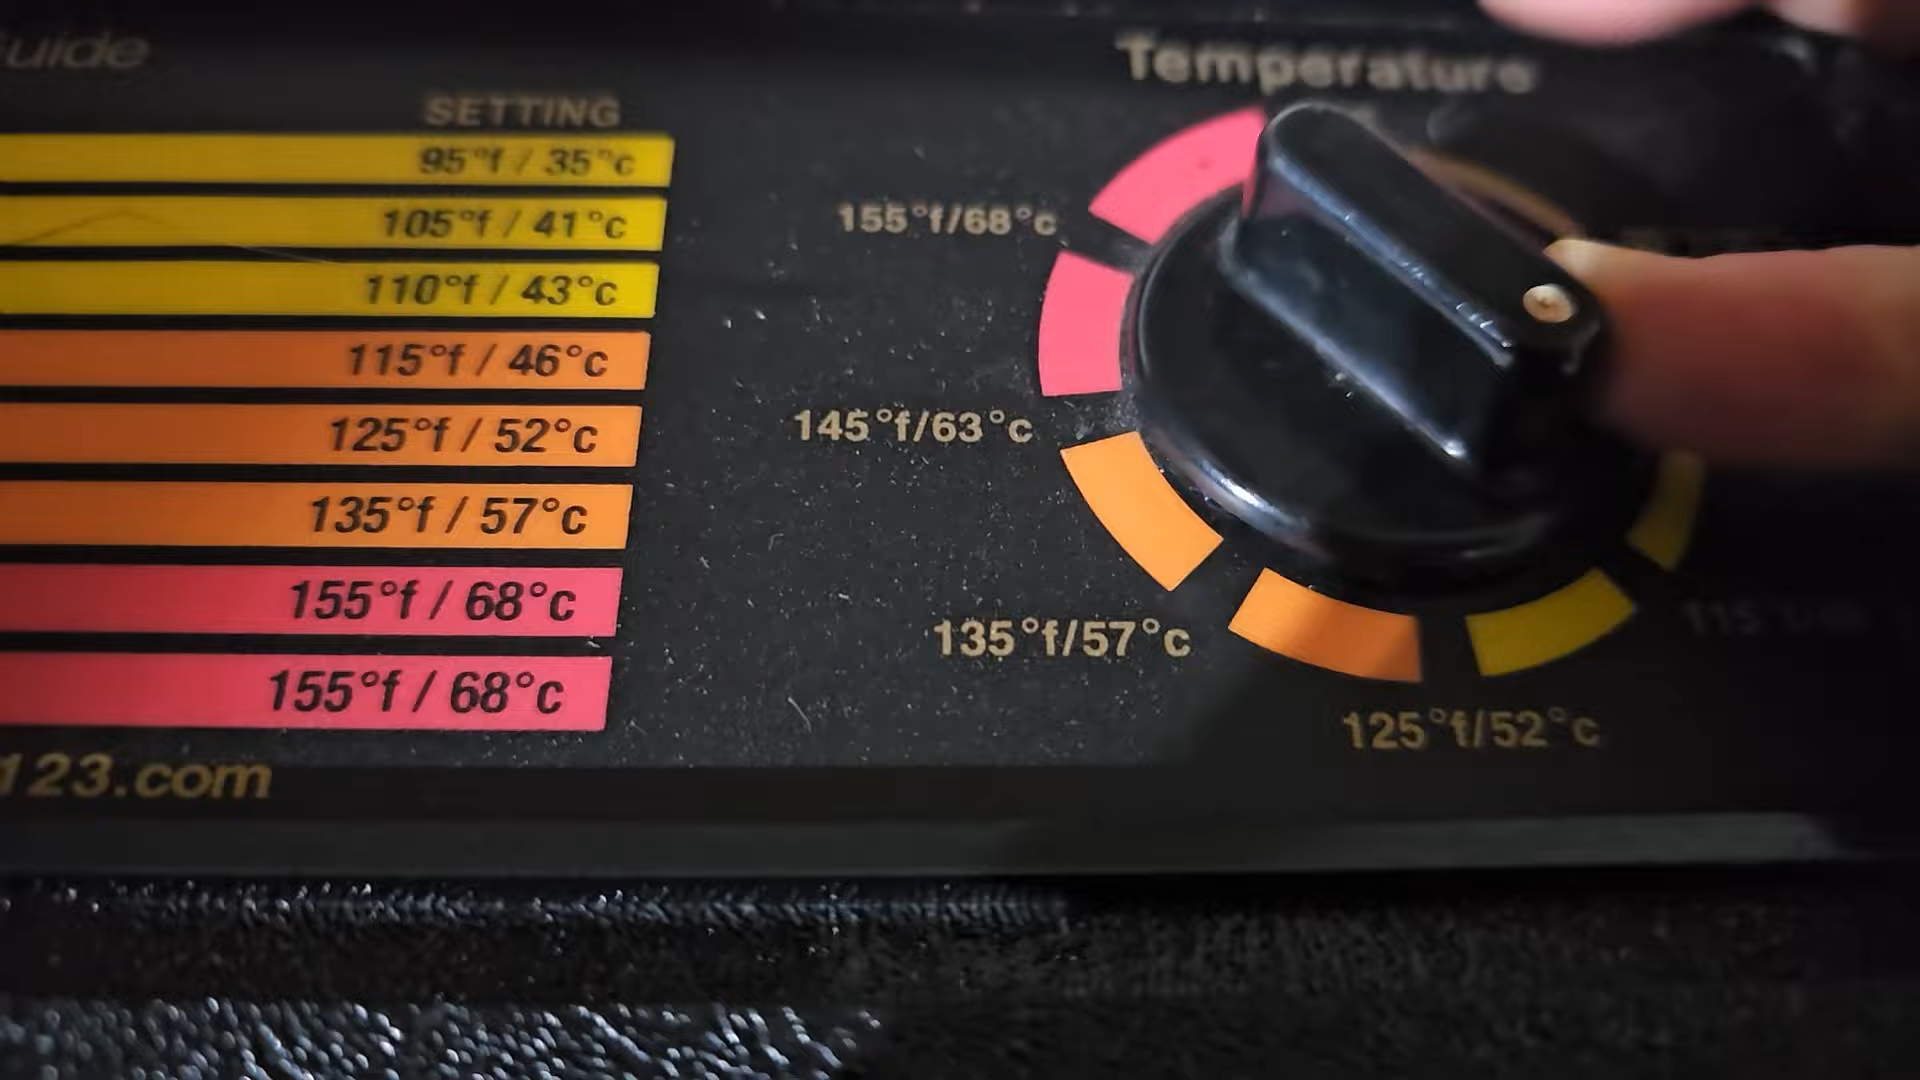 Guide
SETTING
95°f / 35°c
105°f / 41°c
110°f / 43°c
115°f / 46°c
125°f / 52°c
135°f / 57°c
155°f / 68°c
155°f / 68°c
123.com
Temperature
155°f/68°c
145°f/63°c
135°f/57°c
125°f/52°c
115